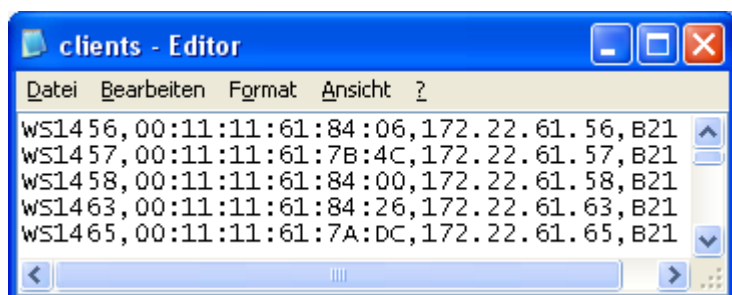 clients - Editor
Datei Bearbeiten Format Ansicht ?
WS1456,00:11:11:61:84:06,172.22.61.56,B21
WS1457,00:11:11:61:7B:4C,172.22.61.57,B21
WS1458,00:11:11:61:84:00,172.22.61.58,B21
WS1463,00:11:11:61:84:26,172.22.61.63,B21
WS1465,00:11:11:61:7A:DC,172.22.61.65,B21